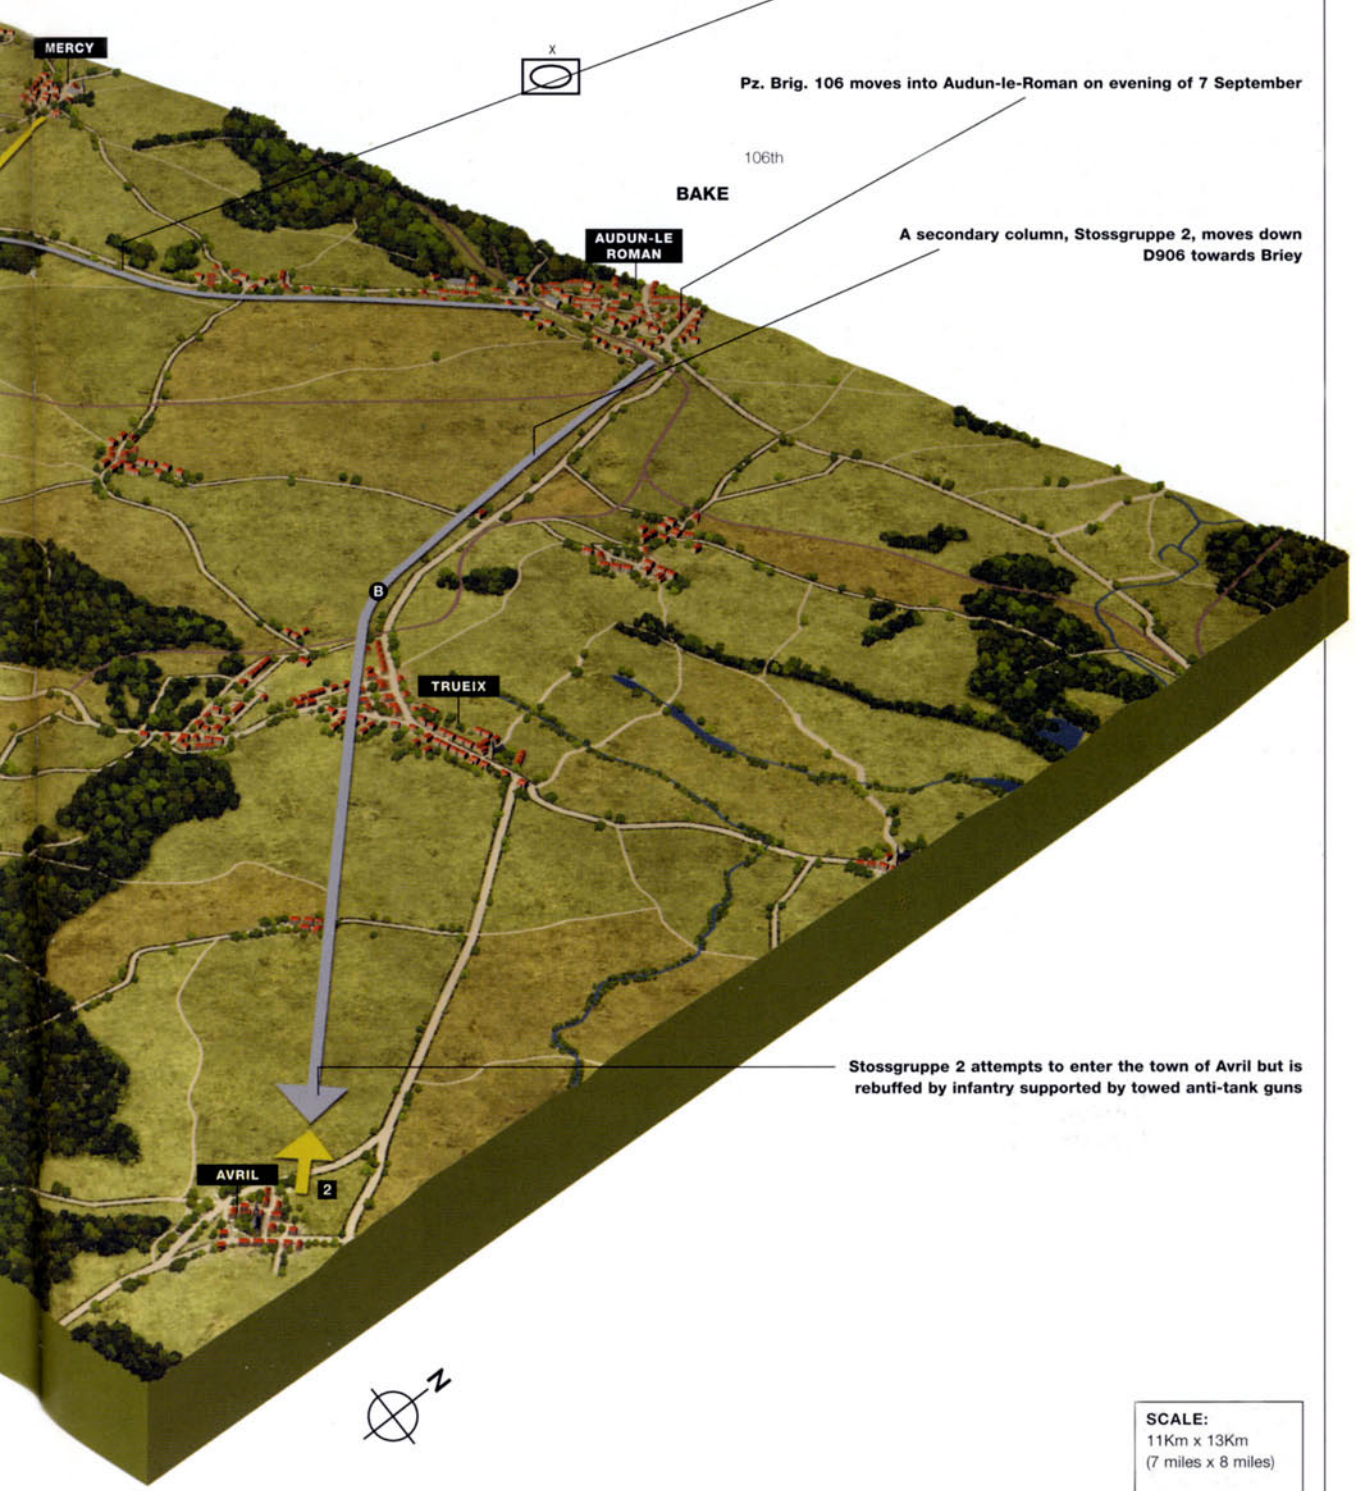 MERCY
X
Pz. Brig. 106 moves into Audun-le-Roman on evening of 7 September
106th
BAKE
AUDUN-LE
ROMAN
A secondary column, Stossgruppe 2, moves down
D906 towards Briey
B
TRUEIX
Stossgruppe 2 attempts to enter the town of Avril but is
rebuffed by infantry supported by towed anti-tank guns
AVRIL
2
N
SCALE:
11Km x 13Km
(7 miles x 8 miles)